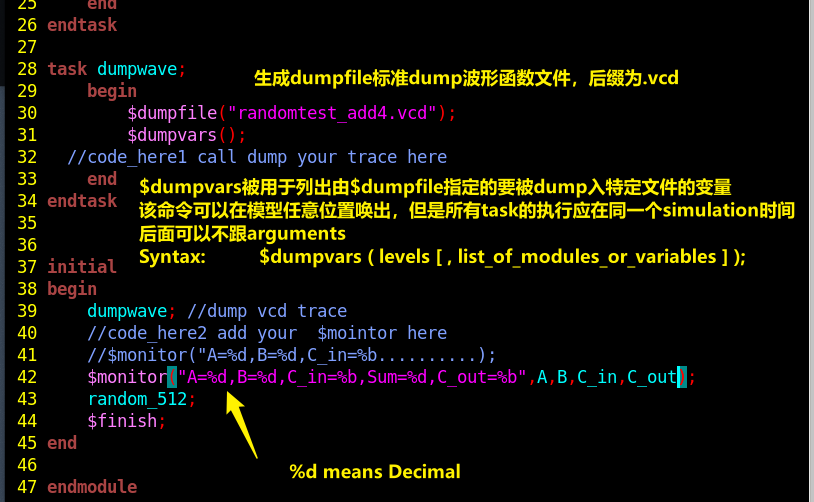 25 end
26 endtask
27
28 task dumpwave;
生成dumpfile标准dump波形函数文件，后缀为.vcd
29 begin
30 $dumpfile("randomtest_add4.vcd");
31 $dumpvars();
32 //code_here1 call dump your trace here
33 end
$dumpvars被用于列出由$dumpfile指定的要被dump入特定文件的变量
34 endtask
该命令可以在模型任意位置唤出，但是所有task的执行应在同一个simulation时间
35
后面可以不跟arguments
36
Syntax: $dumpvars ( levels [ , list_of_modules_or_variables ] );
37 initial
38 begin
39 dumpwave; //dump vcd trace
40 //code_here2 add your $mointor here
41 //$monitor("A=%d,B=%d,C_in=%b..........);
42 $monitor("A=%d,B=%d,C_in=%b,Sum=%d,C_out=%b",A,B,C_in,C_out);
43 random_512;
44 $finish;
45 end
46
%d means Decimal
47 endmodule